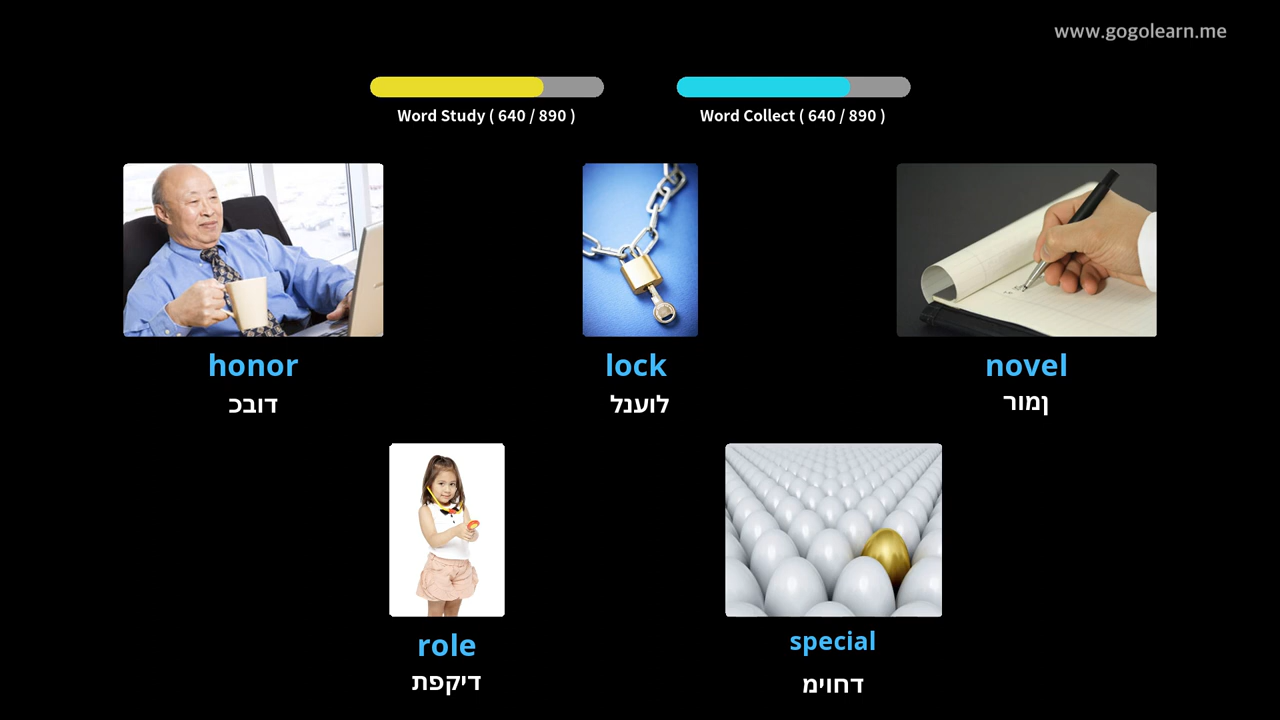 www.gogolearn.me
Word Study ( 640 / 890 )
Word Collect ( 640 / 890 )
honor
דובכ
lock
לוענל
novel
ןמור
role
דיקפת
special
דחוימ